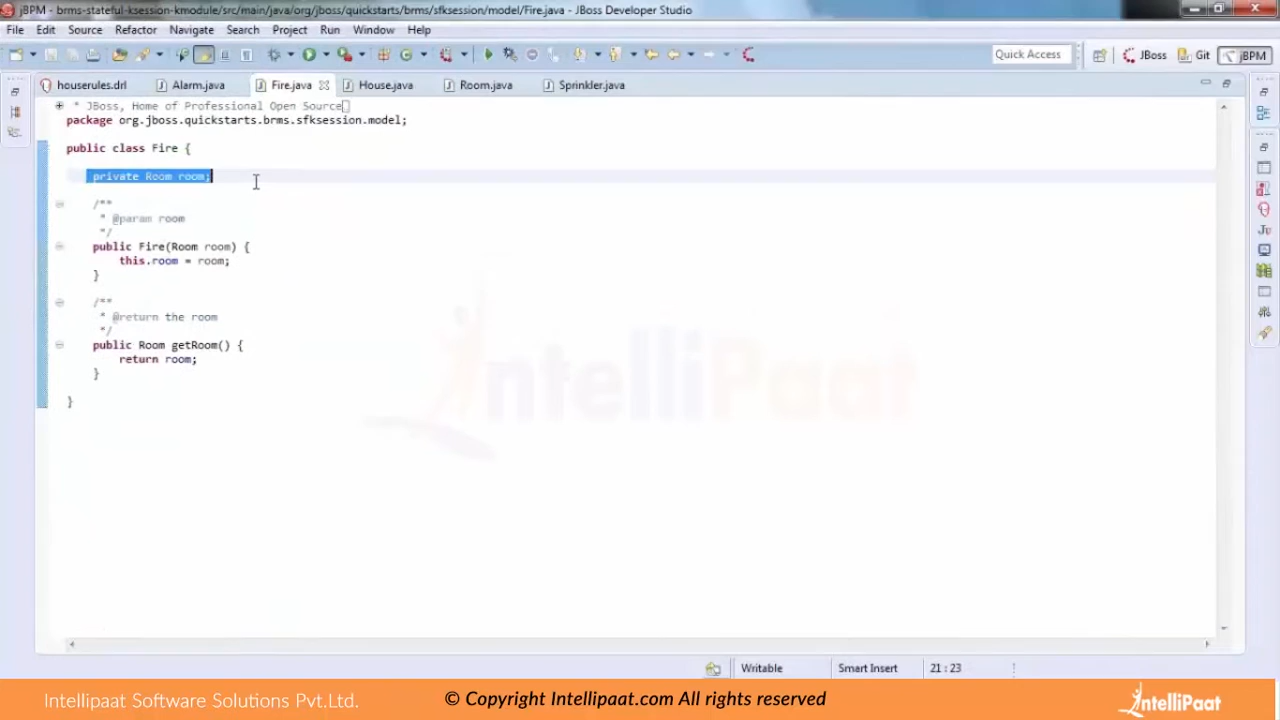 jBPM - brms-stateful-ksession-kmodule/src/main/java/org/jboss/quickstarts/brms/sfksession/model/Fire.java - JBoss Developer Studio
File Edit Source Refactor Navigate Search Project Run Window Help
Quick Access JBoss Git jBPM
houserules.drl Alarm.java Fire.java House.java Room.java Sprinkler.java
* JBoss, Home of Professional Open Source
package org.jboss.quickstarts.brms.sfksession.model;
public class Fire {
private Room room;
/**
* @param room
*/
public Fire(Room room) {
this.room = room;
}
/**
* @return the room
*/
public Room getRoom() {
return room;
}
}
IntelliPaat
Writable Smart Insert 21 : 23
Intellipaat Software Solutions Pvt.Ltd. © Copyright Intellipaat.com All rights reserved IntelliPaat